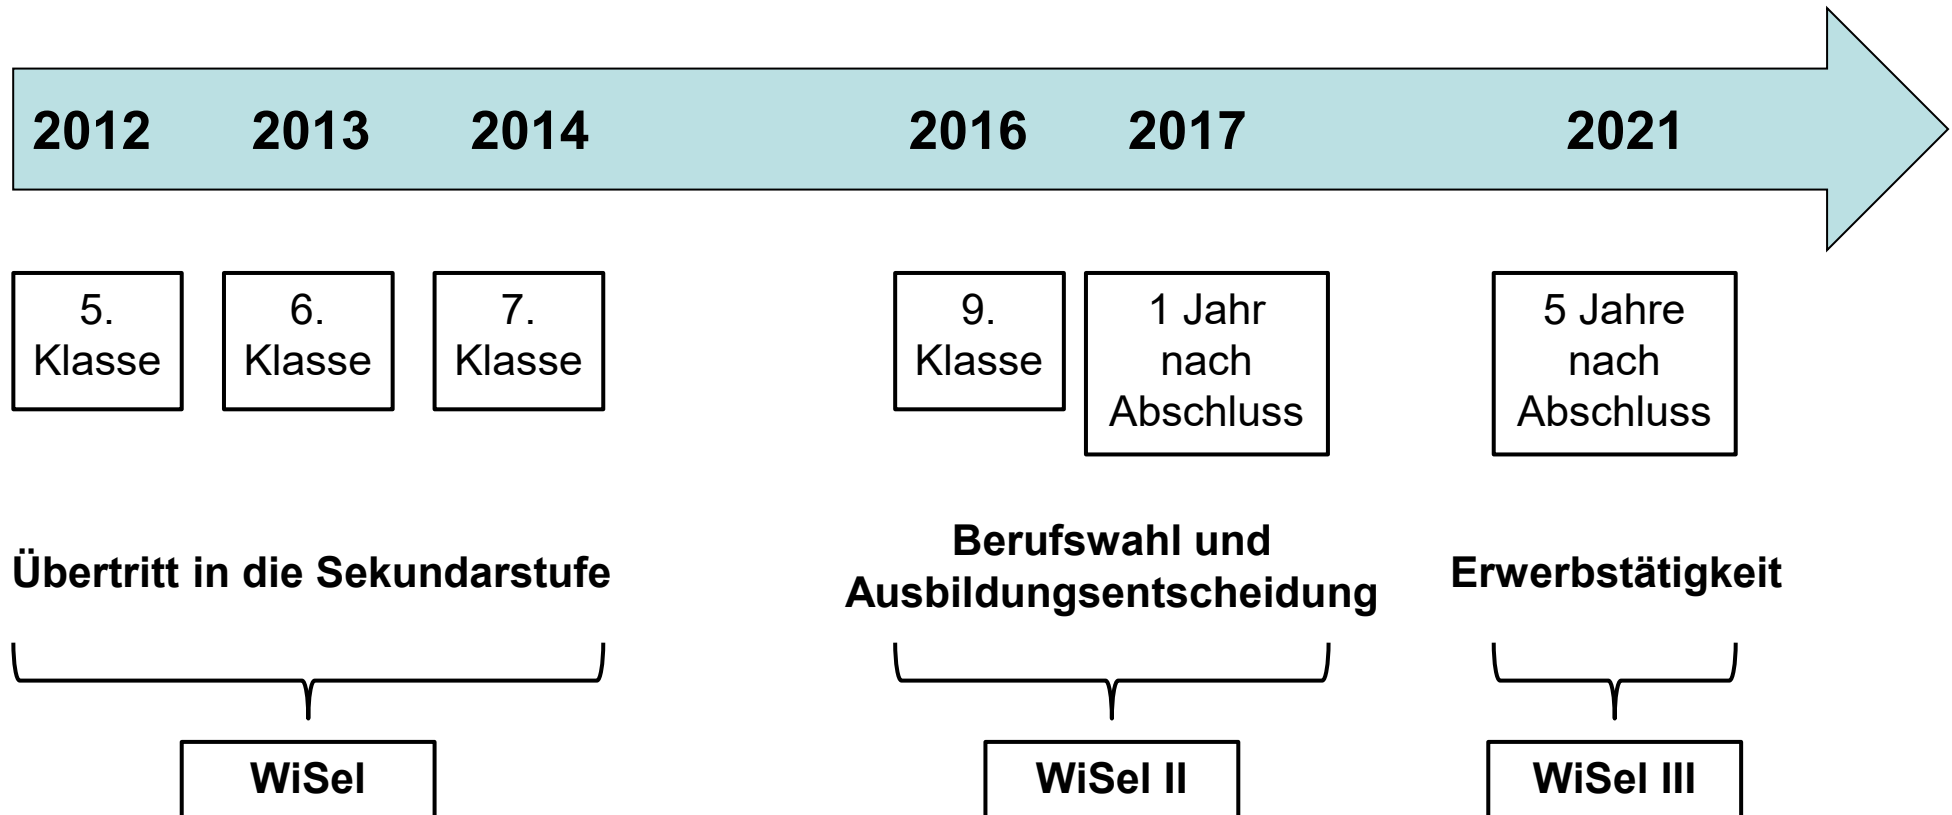 2012 2013 2014 2016 2017 2021
5.
Klasse
6.
Klasse
7.
Klasse
9.
Klasse
1 Jahr
nach
Abschluss
5 Jahre
nach
Abschluss
Übertritt in die Sekundarstufe
Berufswahl und
Ausbildungsentscheidung
Erwerbstätigkeit
WiSel
WiSel II
WiSel III